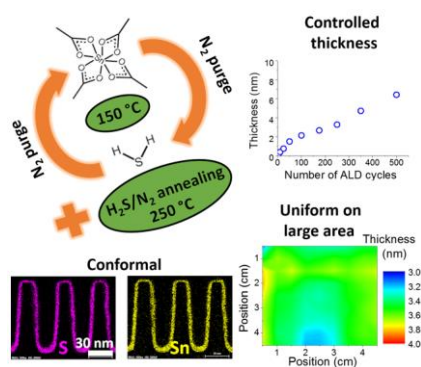 Controlled
thickness
O O
O O
Sn
O O
O O
N₂ purge
150 °C
N₂ purge
H H
S
H₂S/N₂ annealing
250 °C
10
8
6
4
2
0
Thickness (nm)
0 100 200 300 400 500
Number of ALD cycles
Uniform on
large area
Thickness
(nm)
1
2
3
4
Position (cm)
1 2 3 4
Position (cm)
3.0
3.2
3.4
3.6
3.8
4.0
Conformal
S
30 nm
Sn